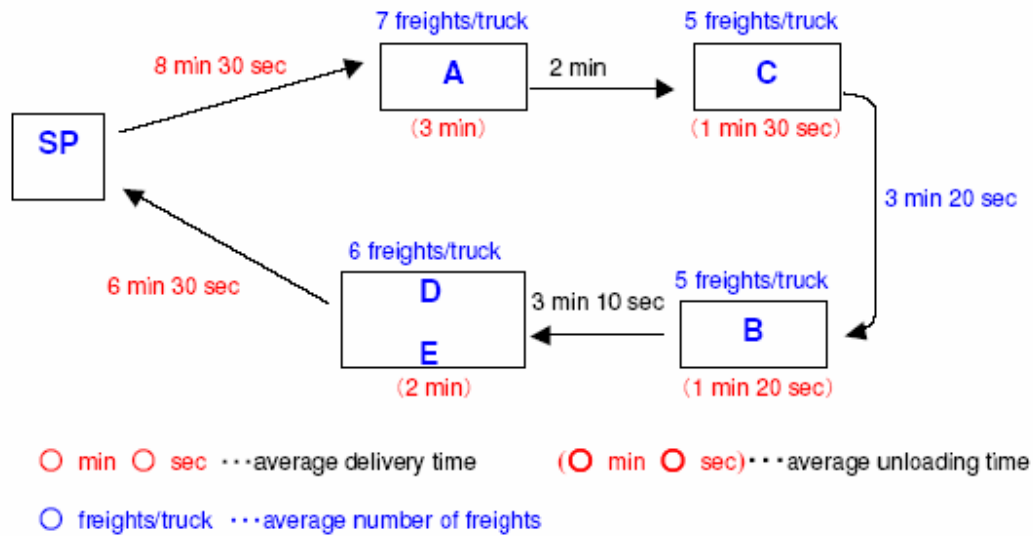 7 freights/truck
5 freights/truck
8 min 30 sec
A
2 min
C
(3 min)
(1 min 30 sec)
SP
3 min 20 sec
6 freights/truck
5 freights/truck
6 min 30 sec
D
3 min 10 sec
B
E
(2 min)
(1 min 20 sec)
○ min ○ sec ···average delivery time
(○ min ○ sec)···average unloading time
○ freights/truck ···average number of freights